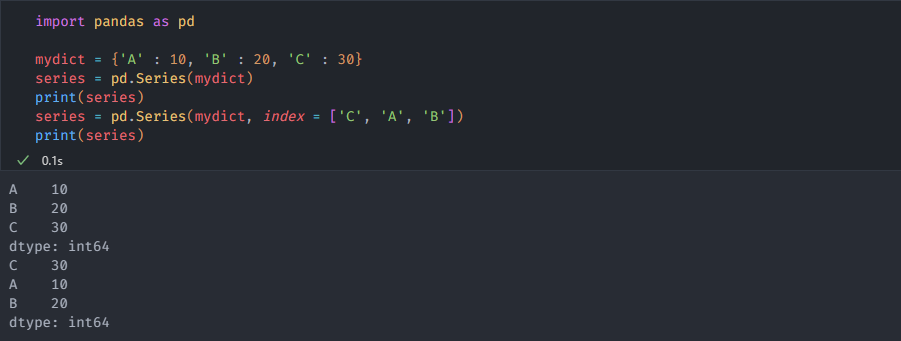 import pandas as pd
mydict = {'A' : 10, 'B' : 20, 'C' : 30}
series = pd.Series(mydict)
print(series)
series = pd.Series(mydict, index = ['C', 'A', 'B'])
print(series)
✓ 0.1s
A    10
B    20
C    30
dtype: int64
C    30
A    10
B    20
dtype: int64